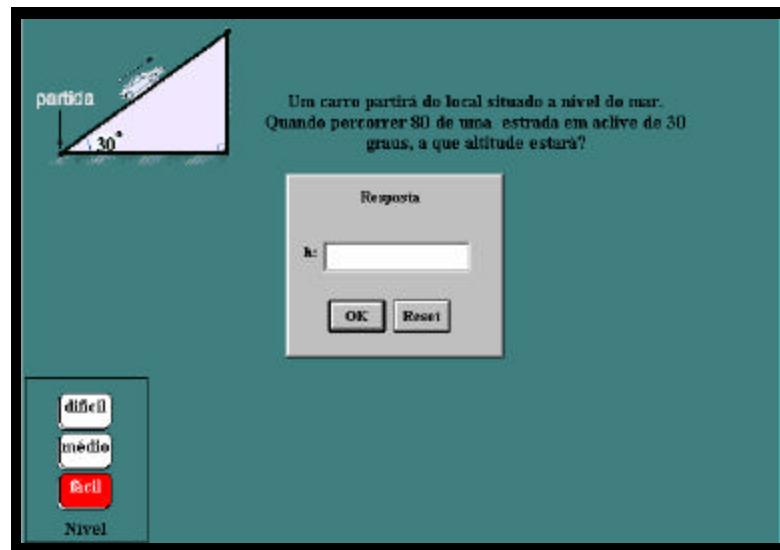 partida
30°
Um carro partirá do local situado a nível do mar.
Quando percorrer 80 de uma estrada em aclive de 30
graus, a que altitude estará?
Resposta
h:
OK
Reset
difícil
médio
fácil
Nível